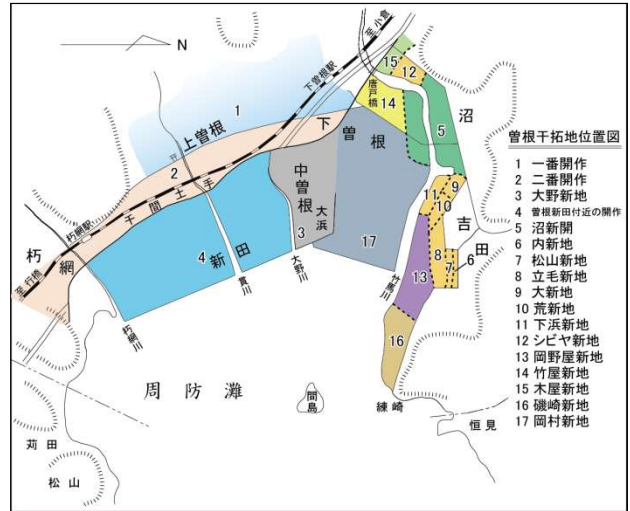 N
至小倉
下曽根駅
唐戸橋
15
12
14
沼
5
1
上曽根
下
曽根
2
千間土手
朽網駅
中曽根
大浜
3
大野川
17
11
9
10
吉
田
8
7
6
13
竹馬川
16
朽網
至行橋
4
新田
貫川
朽網川
周防灘
間島
練崎
恒見
苅田
松山
曽根干拓地位置図
1 一番開作
2 二番開作
3 大野新地
4 曽根新田付近の開作
5 沼新開
6 内新地
7 松山新地
8 立毛新地
9 大新地
10 荒新地
11 下浜新地
12 シビヤ新地
13 岡野屋新地
14 竹屋新地
15 木屋新地
16 磯崎新地
17 岡村新地